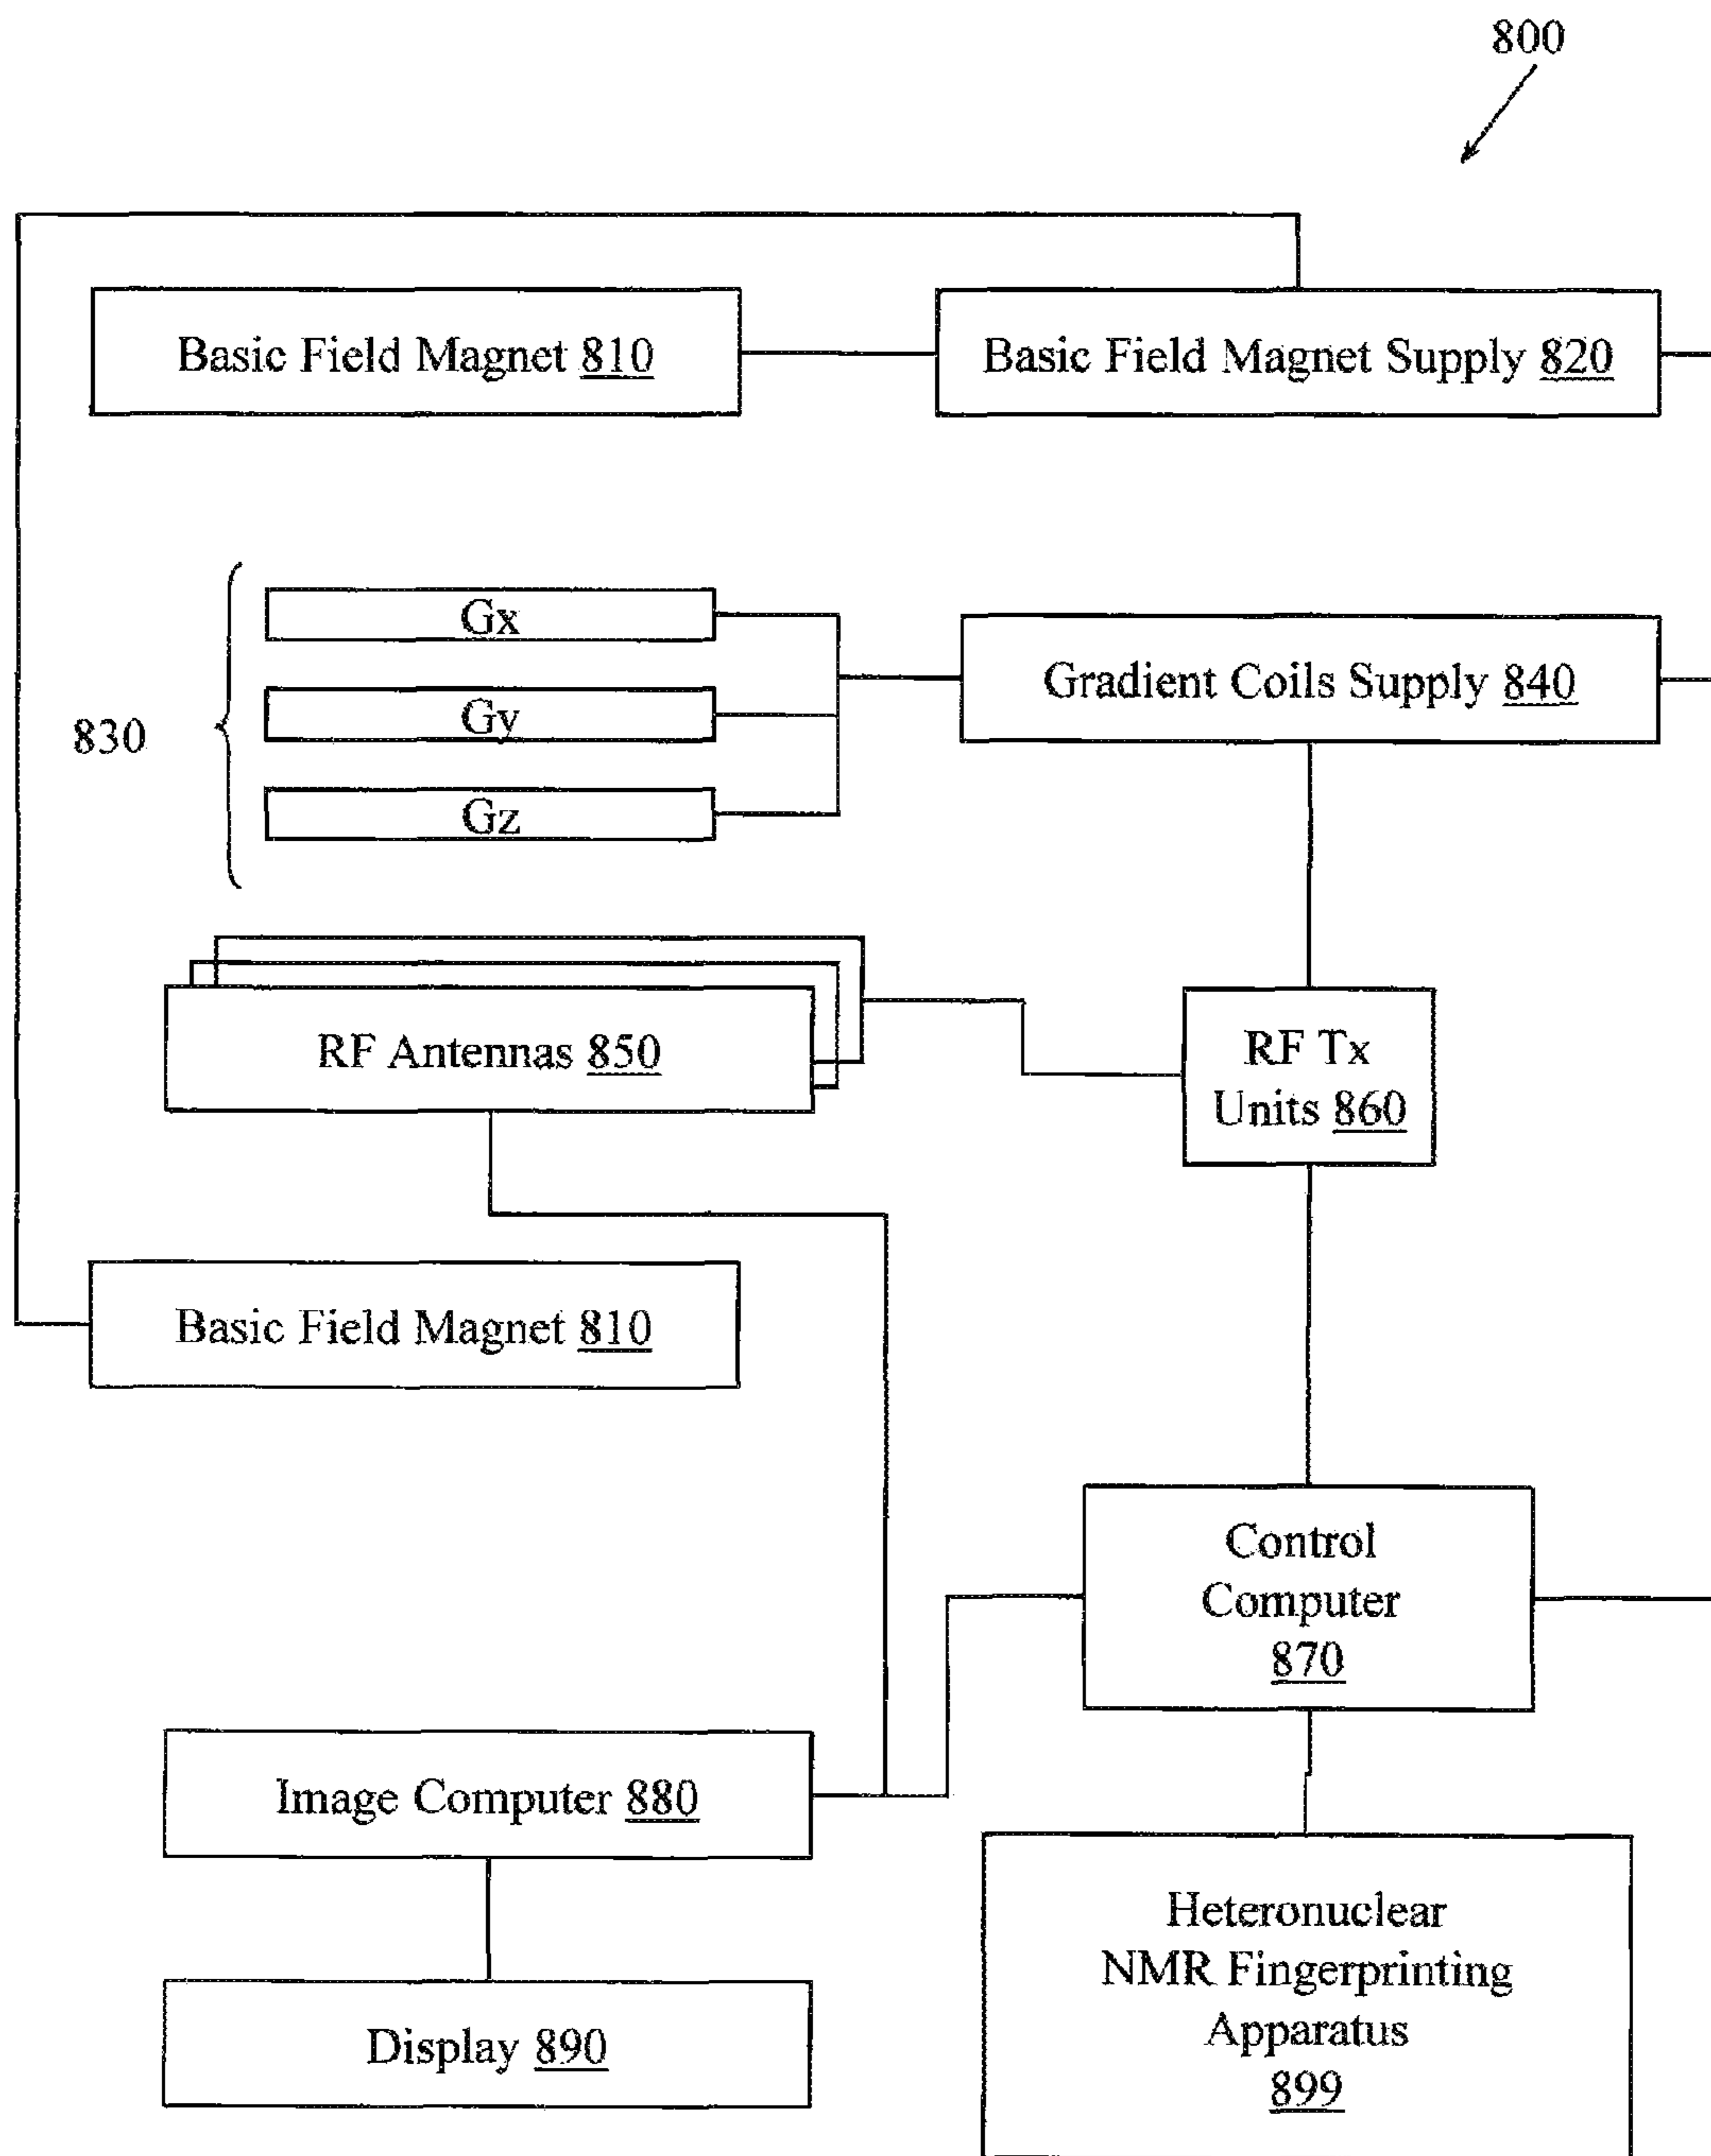 800
Basic Field Magnet 810
Basic Field Magnet Supply 820
Gx
Gy
Gz
830
Gradient Coils Supply 840
RF Antennas 850
RF Tx
Units 860
Basic Field Magnet 810
Control
Computer
870
Image Computer 880
Display 890
Heteronuclear
NMR Fingerprinting
Apparatus
899